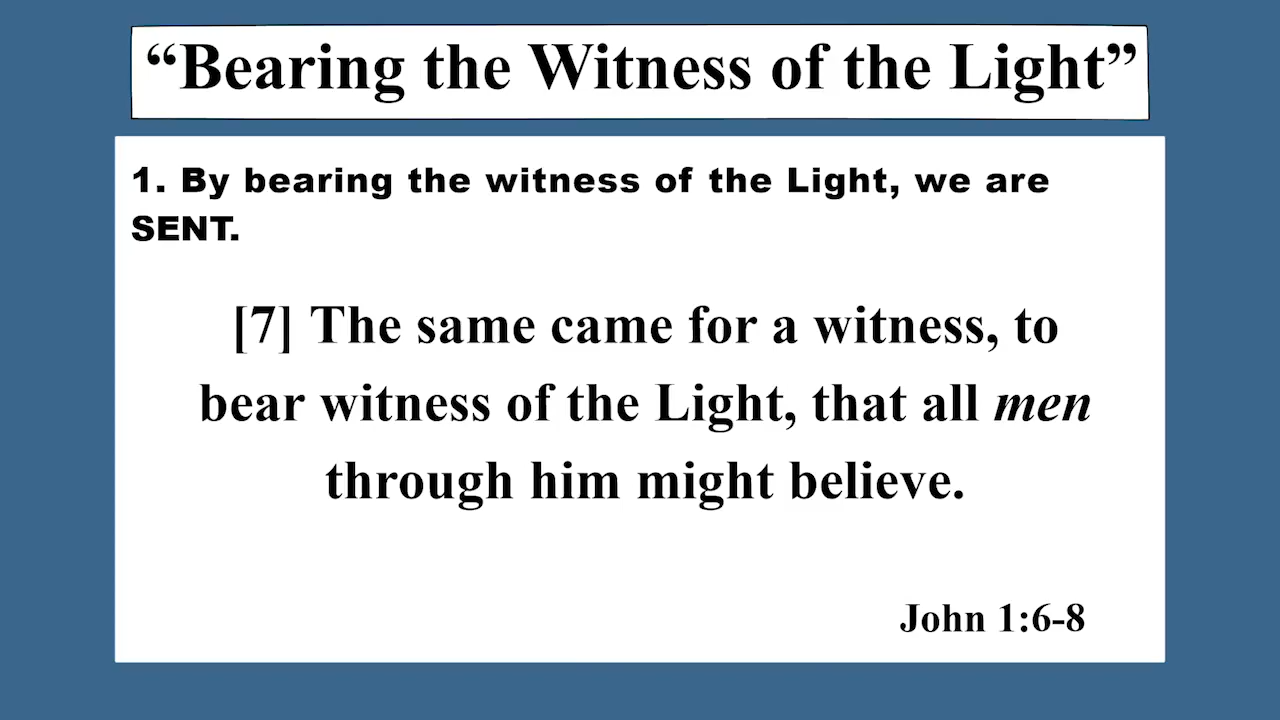 “Bearing the Witness of the Light”
1. By bearing the witness of the Light, we are
SENT.
[7] The same came for a witness, to
bear witness of the Light, that all men
through him might believe.
John 1:6-8